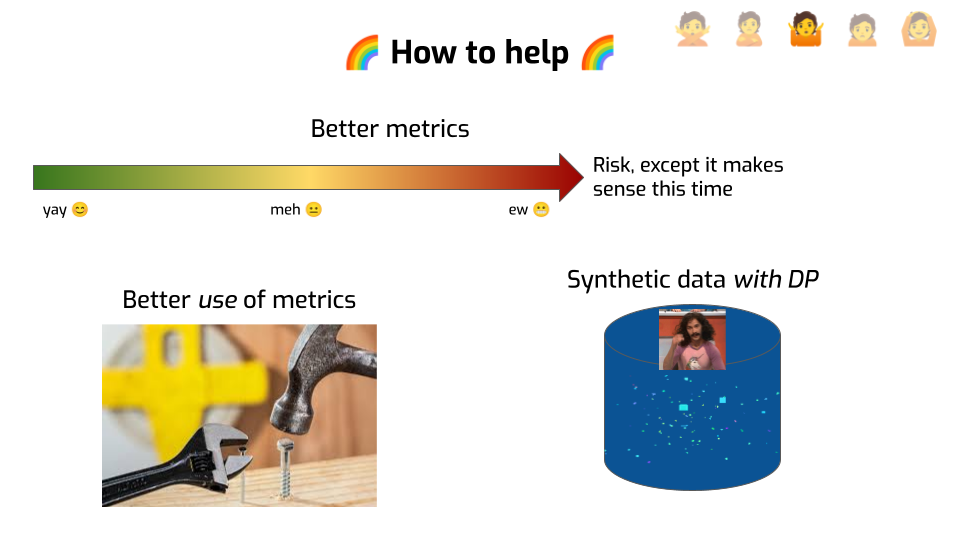 🌈 How to help 🌈
Better metrics
Risk, except it makes
sense this time
yay 😊
meh 😐
ew 😬
Better use of metrics
Synthetic data with DP